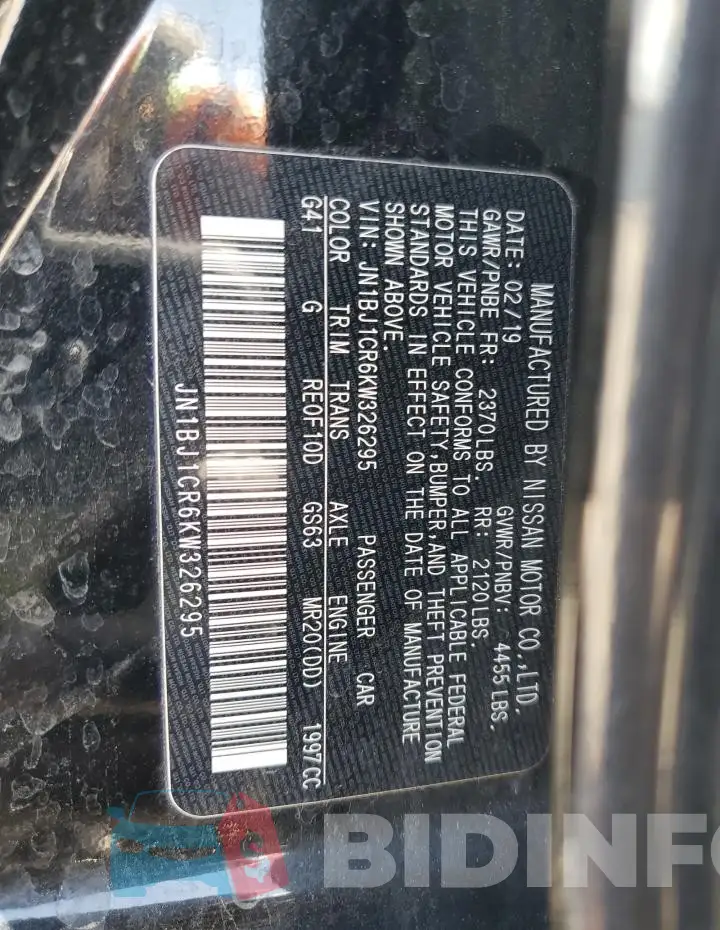 MANUFACTURED BY NISSAN MOTOR CO.,LTD.
DATE: 02/19 GVWR/PNBV: 4455LBS.
GAWR/PNBE FR: 2370LBS. RR: 2120LBS.
THIS VEHICLE CONFORMS TO ALL APPLICABLE FEDERAL
MOTOR VEHICLE SAFETY,BUMPER,AND THEFT PREVENTION
STANDARDS IN EFFECT ON THE DATE OF MANUFACTURE
SHOWN ABOVE.
VIN: JN1BJ1CR6KW326295 PASSENGER CAR
COLOR TRIM TRANS AXLE ENGINE
G41 G RE0F10D GS63 MR20(DD) 1997CC
JN1BJ1CR6KW326295
BIDINFO